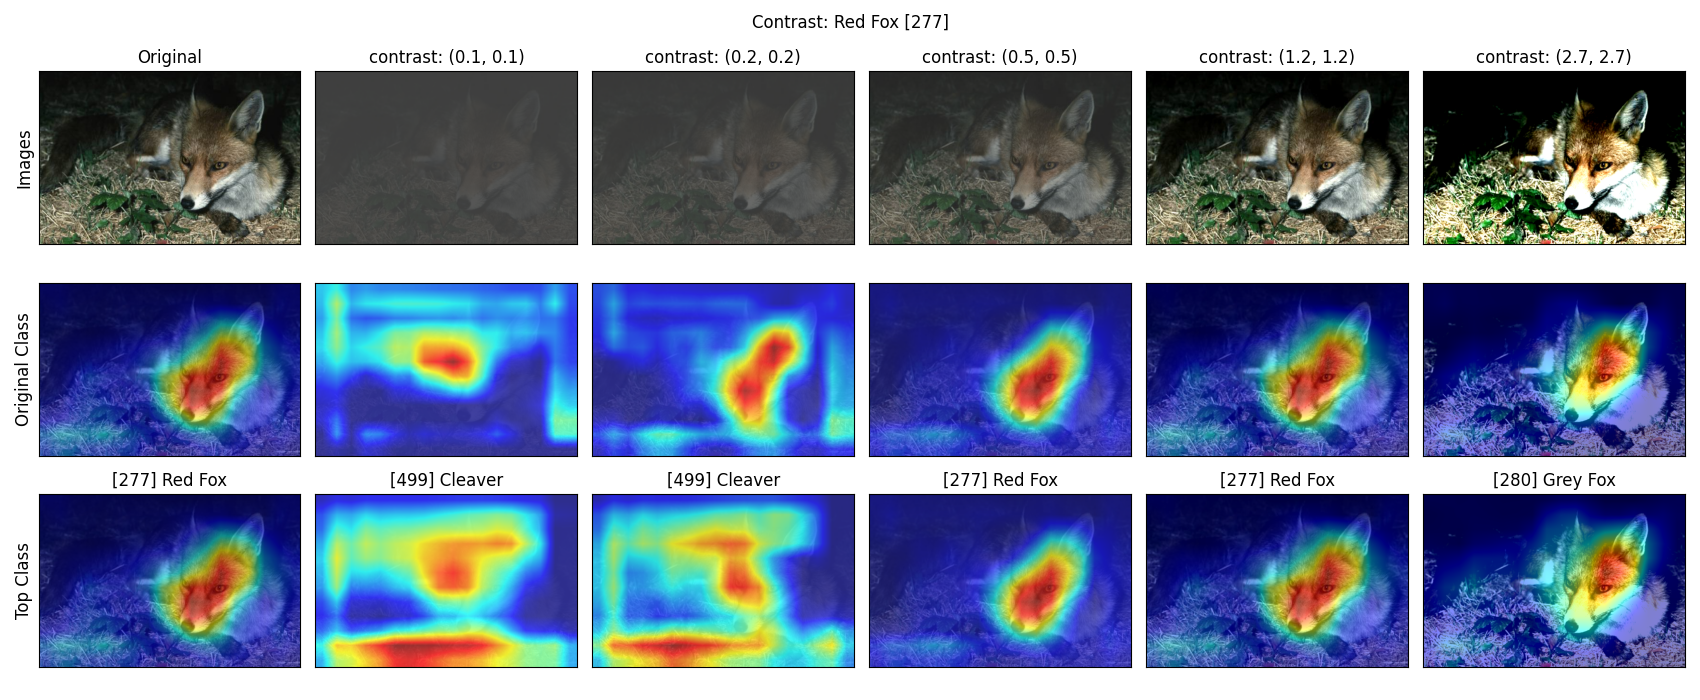 Contrast: Red Fox [277]
Original
contrast: (0.1, 0.1)
contrast: (0.2, 0.2)
contrast: (0.5, 0.5)
contrast: (1.2, 1.2)
contrast: (2.7, 2.7)
Images
Original Class
[277] Red Fox
[499] Cleaver
[499] Cleaver
[277] Red Fox
[277] Red Fox
[280] Grey Fox
Top Class